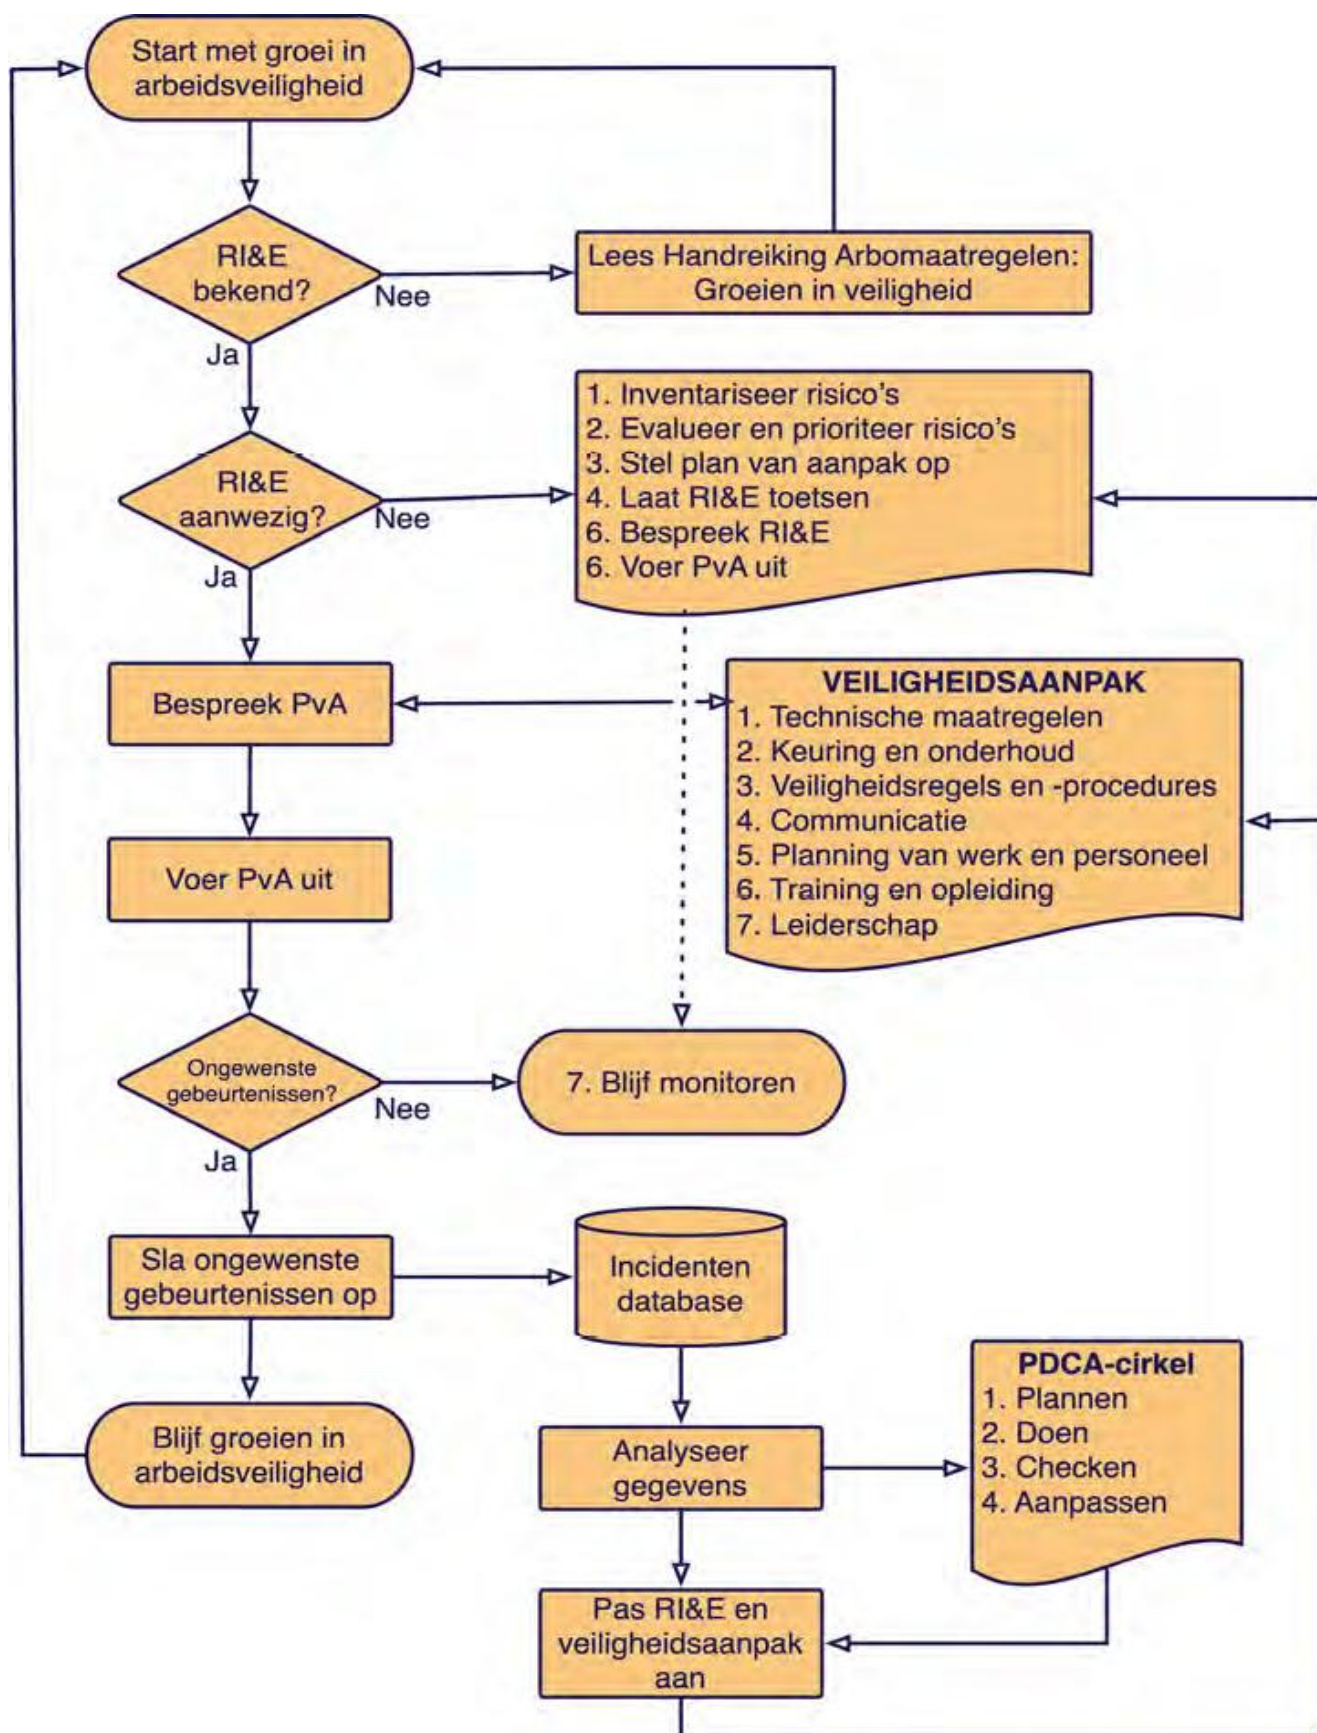 Start met groei in
arbeidsveiligheid
RI&E
bekend?
Nee
Lees Handreiking Arbomaatregelen:
Groeien in veiligheid
Ja
RI&E
aanwezig?
Nee
1. Inventariseer risico's
2. Evalueer en prioriteer risico's
3. Stel plan van aanpak op
4. Laat RI&E toetsen
6. Bespreek RI&E
6. Voer PvA uit
Ja
Bespreek PvA
VEILIGHEIDSAANPAK
1. Technische maatregelen
2. Keuring en onderhoud
3. Veiligheidsregels en -procedures
4. Communicatie
5. Planning van werk en personeel
6. Training en opleiding
7. Leiderschap
Voer PvA uit
Ongewenste
gebeurtenissen?
Nee
7. Blijf monitoren
Ja
Sla ongewenste
gebeurtenissen op
Incidenten
database
Blijf groeien in
arbeidsveiligheid
Analyseer
gegevens
PDCA-cirkel
1. Plannen
2. Doen
3. Checken
4. Aanpassen
Pas RI&E en
veiligheidsaanpak
aan